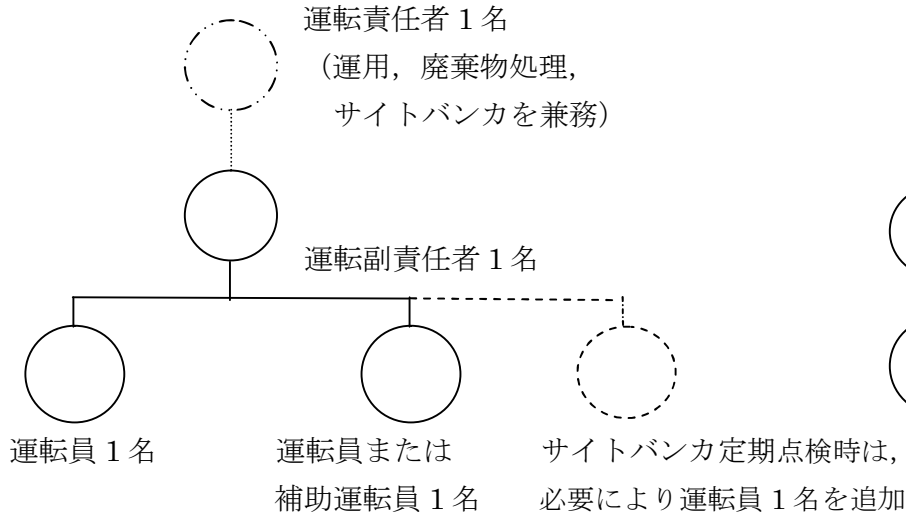 運転責任者 1 名
（運用，廃棄物処理，
サイトバンカを兼務）
運転副責任者 1 名
運転員 1 名
運転員または
補助運転員 1 名
サイトバンカ定期点検時は，
必要により運転員 1 名を追加